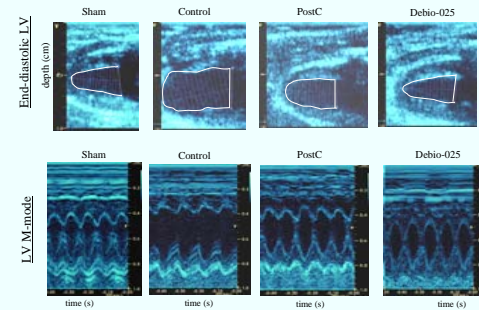 Sham
Control
PostC
Debio-025
End-diastolic LV
depth (cm)
Sham
Control
PostC
Debio-025
LV M-mode
time (s)
time (s)
time (s)
time (s)